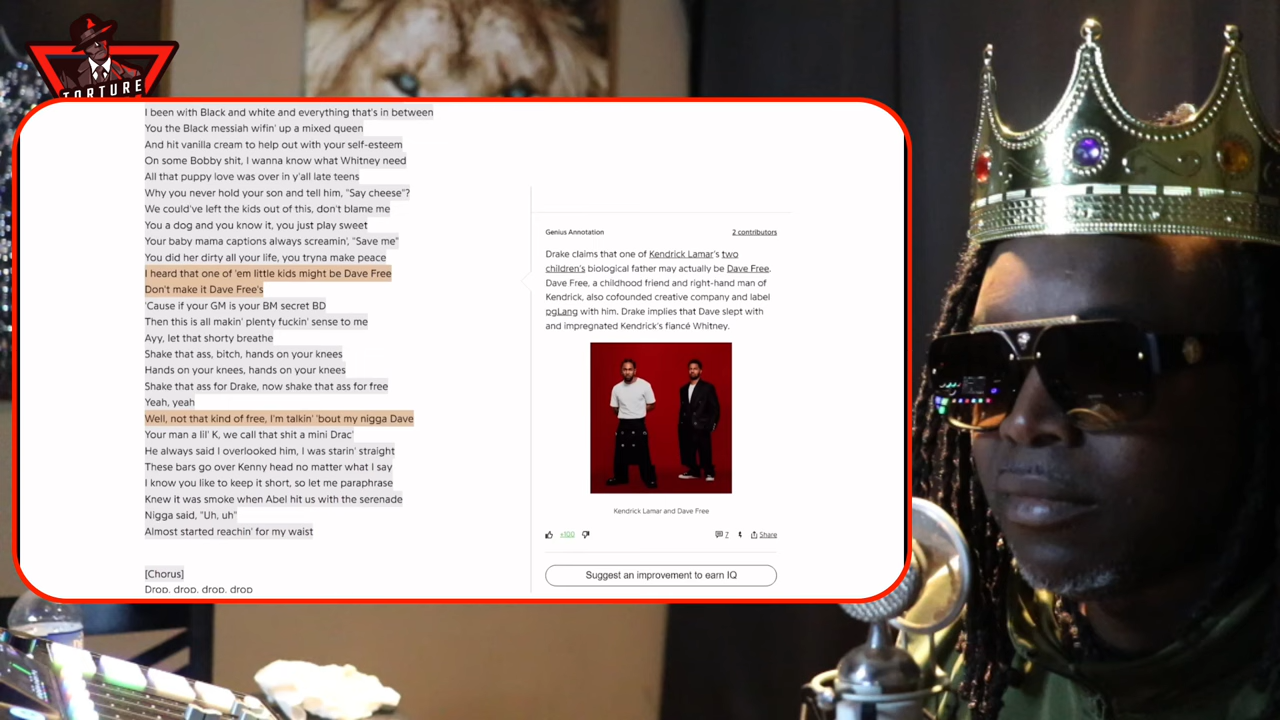 TORTURE
I been with Black and white and everything that's in between
You the Black messiah wifin' up a mixed queen
And hit vanilla cream to help out with your self-esteem
On some Bobby shit, I wanna know what Whitney need
All that puppy love was over in y'all late teens
Why you never hold your son and tell him, "Say cheese"?
We could've left the kids out of this, don't blame me
You a dog and you know it, you just play sweet
Your baby mama captions always screamin', "Save me"
You did her dirty all your life, you tryna make peace
I heard that one of 'em little kids might be Dave Free
Don't make it Dave Free's
'Cause if your GM is your BM secret BD
Then this is all makin' plenty fuckin' sense to me
Ayy, let that shorty breathe
Shake that ass, bitch, hands on your knees
Hands on your knees, hands on your knees
Shake that ass for Drake, now shake that ass for free
Yeah, yeah
Well, not that kind of free, I'm talkin' 'bout my nigga Dave
Your man a lil' K, we call that shit a mini Drac'
He always said I overlooked him, I was starin' straight
These bars go over Kenny head no matter what I say
I know you like to keep it short, so let me paraphrase
Knew it was smoke when Abel hit us with the serenade
Nigga said, "Uh, uh"
Almost started reachin' for my waist
[Chorus]
Drop, drop, drop, drop
Genius Annotation
2 contributors
Drake claims that one of Kendrick Lamar's two
children's biological father may actually be Dave Free.
Dave Free, a childhood friend and right-hand man of
Kendrick, also cofounded creative company and label
pgLang with him. Drake implies that Dave slept with
and impregnated Kendrick's fiancé Whitney.
Kendrick Lamar and Dave Free
+100
7
Share
Suggest an improvement to earn IQ